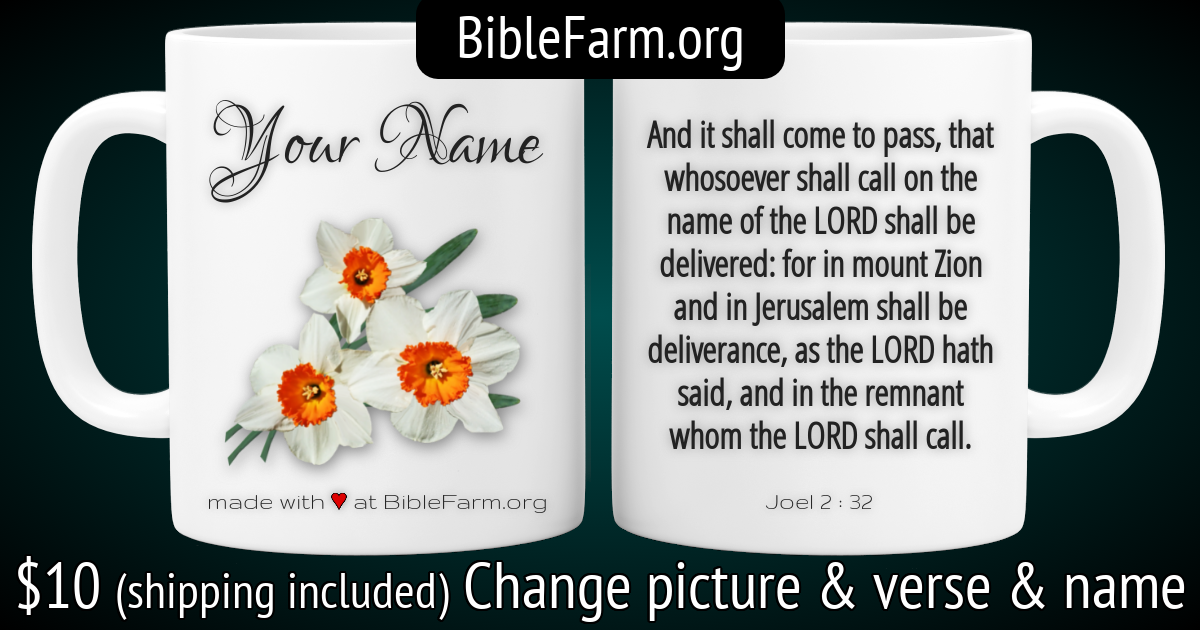 BibleFarm.org
Your Name
made with ♥ at BibleFarm.org
And it shall come to pass, that
whosoever shall call on the
name of the LORD shall be
delivered: for in mount Zion
and in Jerusalem shall be
deliverance, as the LORD hath
said, and in the remnant
whom the LORD shall call.
Joel 2 : 32
$10 (shipping included) Change picture & verse & name